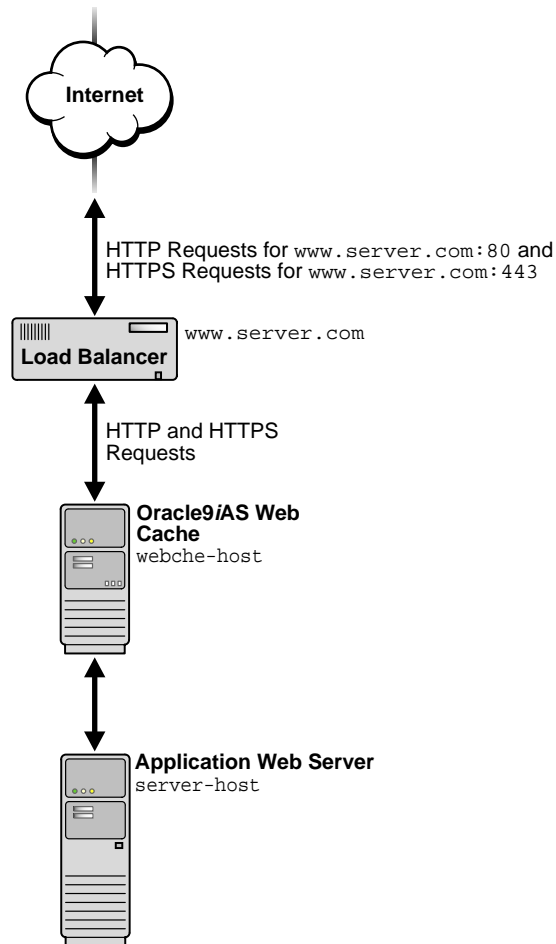 Internet
HTTP Requests for www.server.com:80 and
HTTPS Requests for www.server.com:443
www.server.com
Load Balancer
HTTP and HTTPS
Requests
Oracle9iAS Web
Cache
webche-host
Application Web Server
server-host